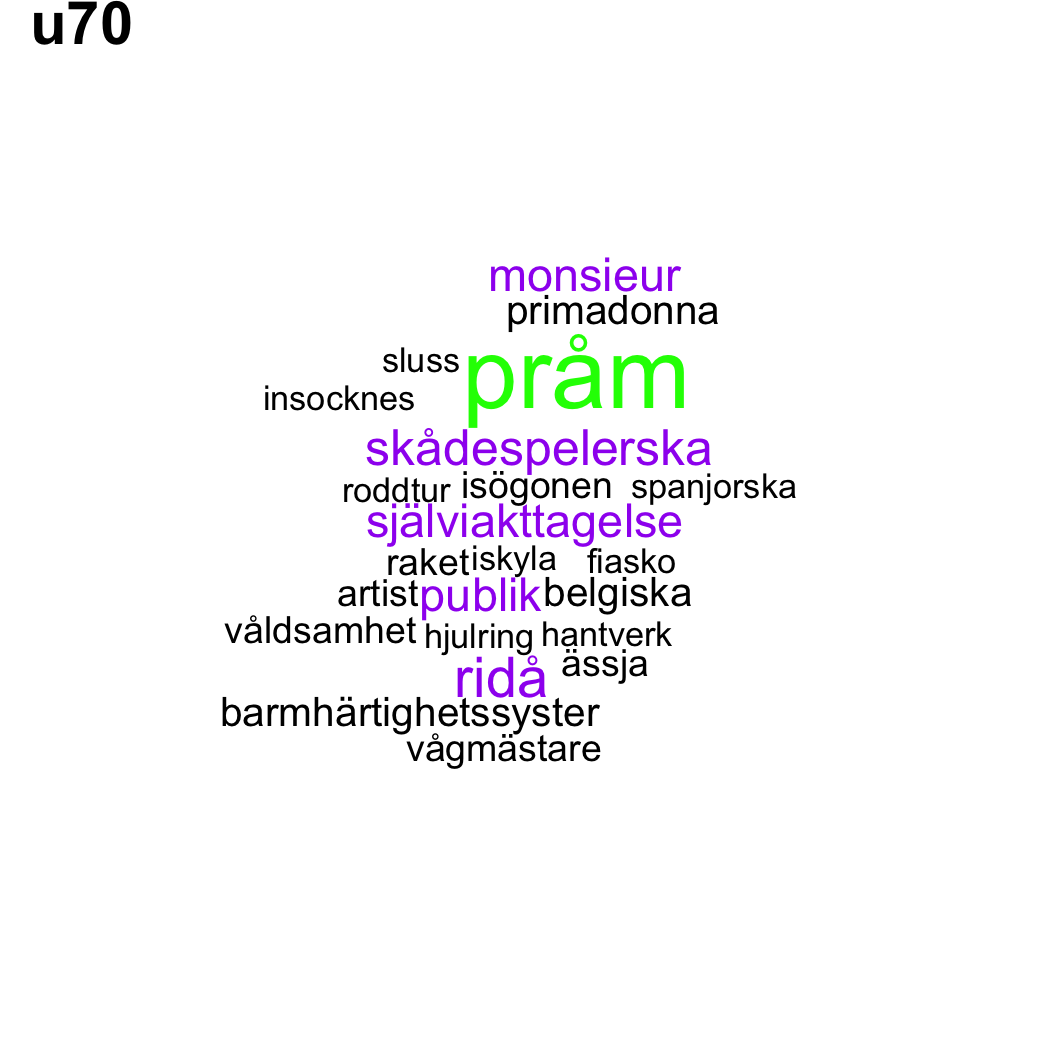 u70
monsieur
primadonna
sluss pråm
insocknes
skådespelerska
roddtur isögonen spanjorska
självviakttagelse
raket iskyla fiasko
artist publik belgiska
våldsamhet hjulring hantverk
ridå ässja
barmhärtighetssyster
vågmästare